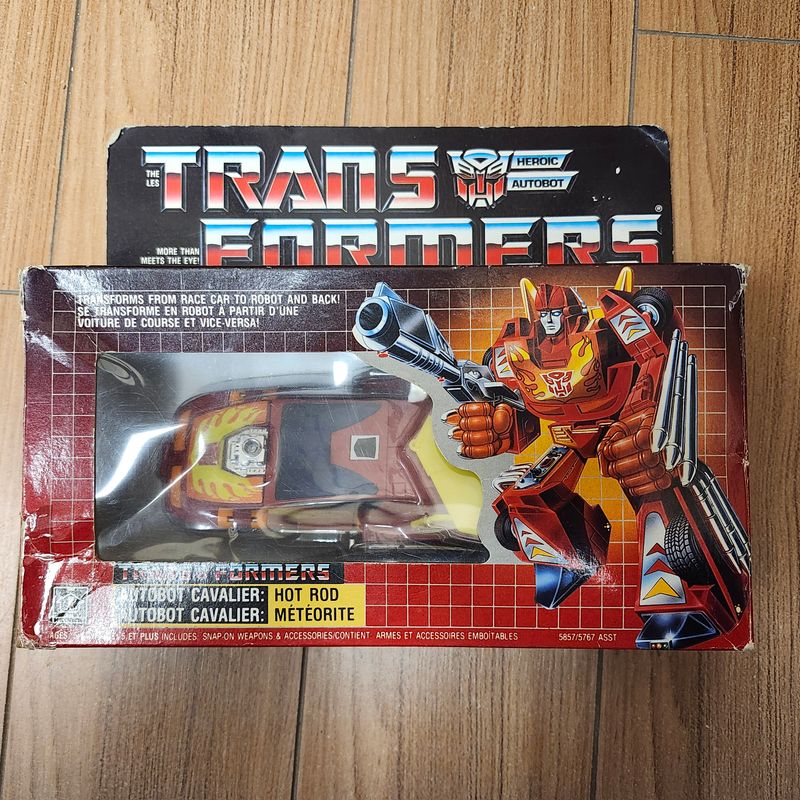 THE
LES
TRANS
FORMERS
®
HEROIC
AUTOBOT
MORE THAN
MEETS THE EYE!
TRANSFORMS FROM RACE CAR TO ROBOT AND BACK!
SE TRANSFORME EN ROBOT À PARTIR D'UNE
VOITURE DE COURSE ET VICE-VERSA!
TRANSFORMERS
AUTOBOT CAVALIER: HOT ROD
AUTOBOT CAVALIER: MÉTÉORITE
AGES 5 ET PLUS INCLUDES: SNAP-ON WEAPONS & ACCESSORIES/CONTIENT: ARMES ET ACCESSOIRES EMBOÎTABLES
5857/5767 ASST